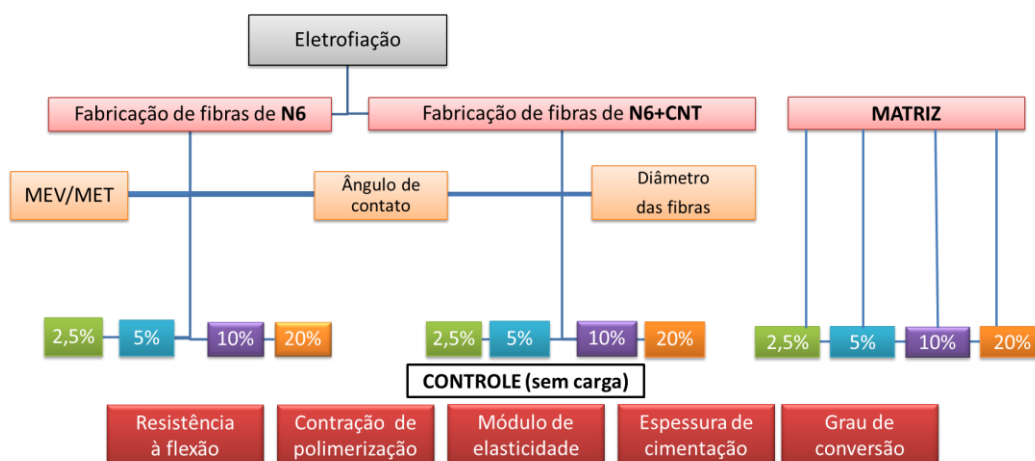 Eletrofiação
Fabricação de fibras de N6
Fabricação de fibras de N6+CNT
MATRIZ
MEV/MET
Ângulo de
contato
Diâmetro
das fibras
2,5%
5%
10%
20%
2,5%
5%
10%
20%
2,5%
5%
10%
20%
CONTROLE (sem carga)
Resistência
à flexão
Contração de
polimerização
Módulo de
elasticidade
Espessura de
cimentação
Grau de
conversão